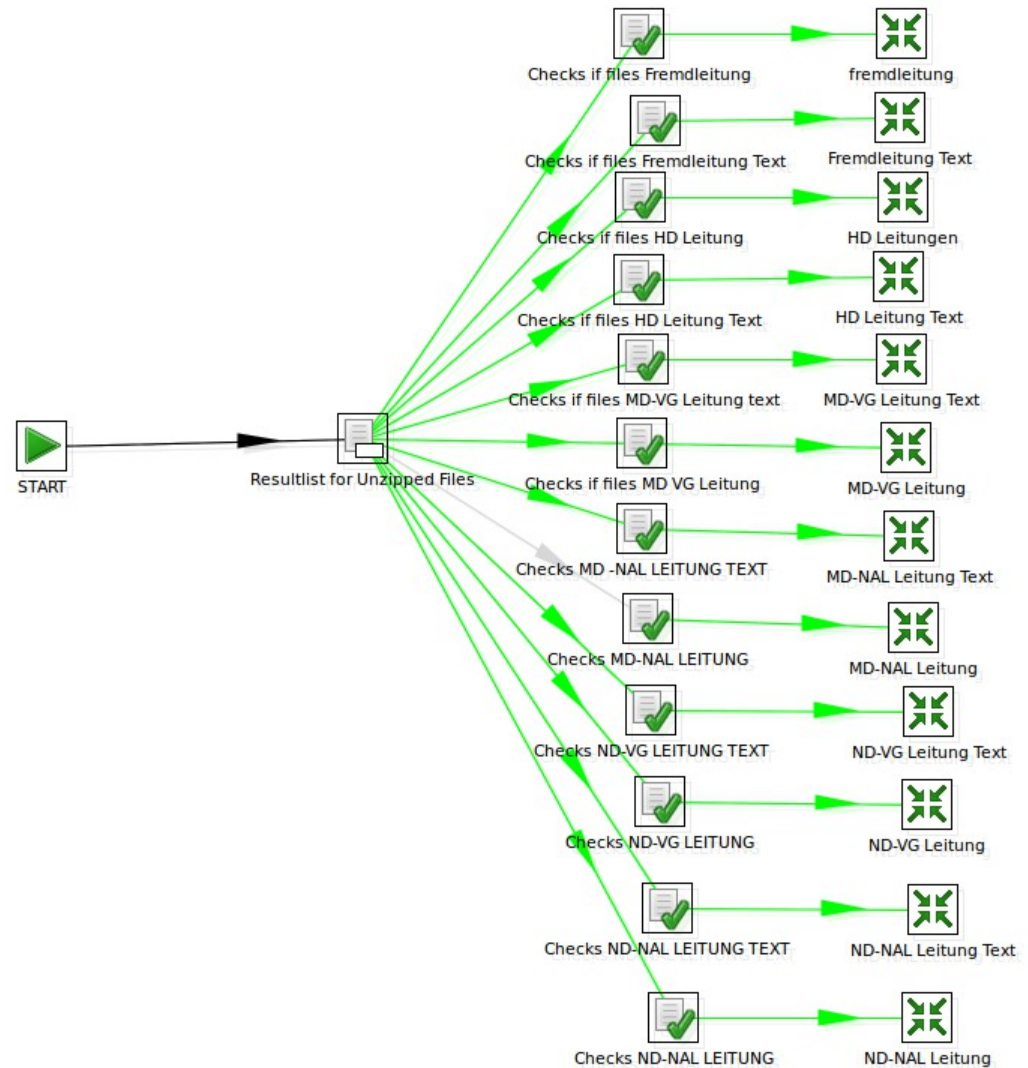 Checks if files Fremdleitung
fremdleitung
Checks if files Fremdleitung Text
Fremdleitung Text
Checks if files HD Leitung
HD Leitungen
Checks if files HD Leitung Text
HD Leitung Text
Checks if files MD-VG Leitung text
MD-VG Leitung Text
START
Resultlist for Unzipped Files
Checks if files MD VG Leitung
MD-VG Leitung
Checks MD -NAL LEITUNG TEXT
MD-NAL Leitung Text
Checks MD-NAL LEITUNG
MD-NAL Leitung
Checks ND-VG LEITUNG TEXT
ND-VG Leitung Text
Checks ND-VG LEITUNG
ND-VG Leitung
Checks ND-NAL LEITUNG TEXT
ND-NAL Leitung Text
Checks ND-NAL LEITUNG
ND-NAL Leitung